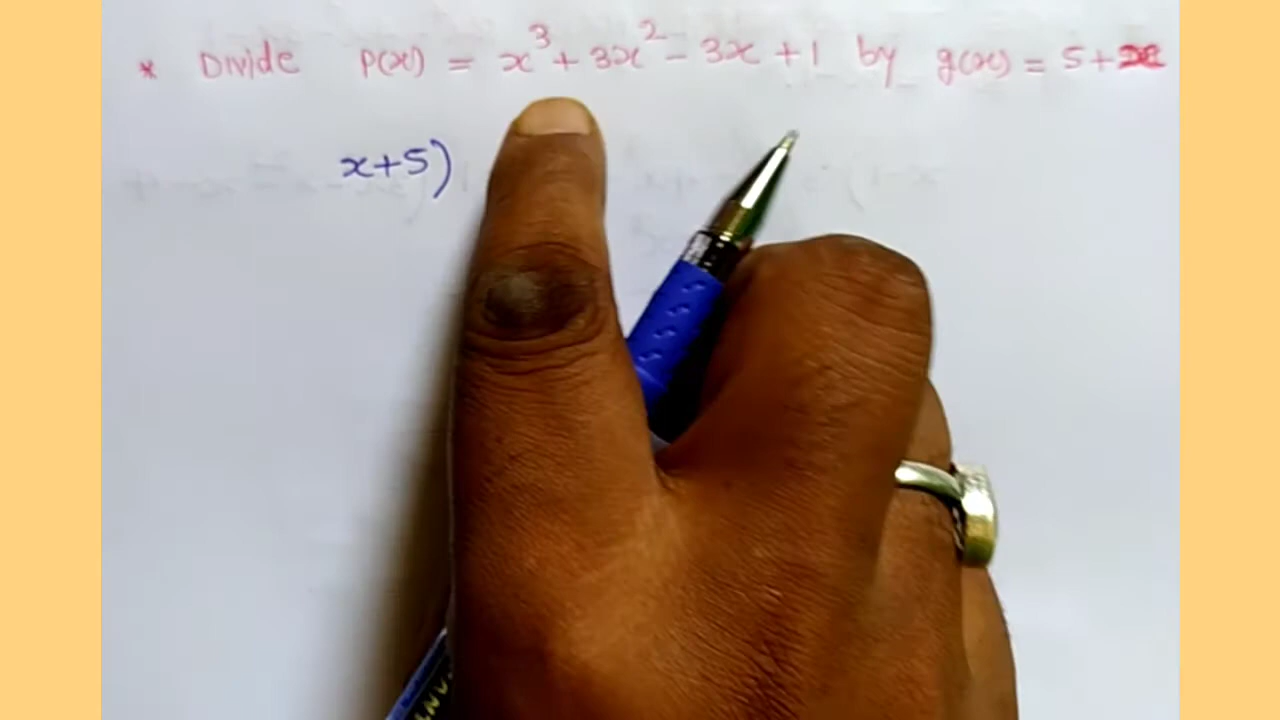 * Divide p(x) = x³ + 3x² - 3x + 1 by g(x) = 5 + x
x+5)